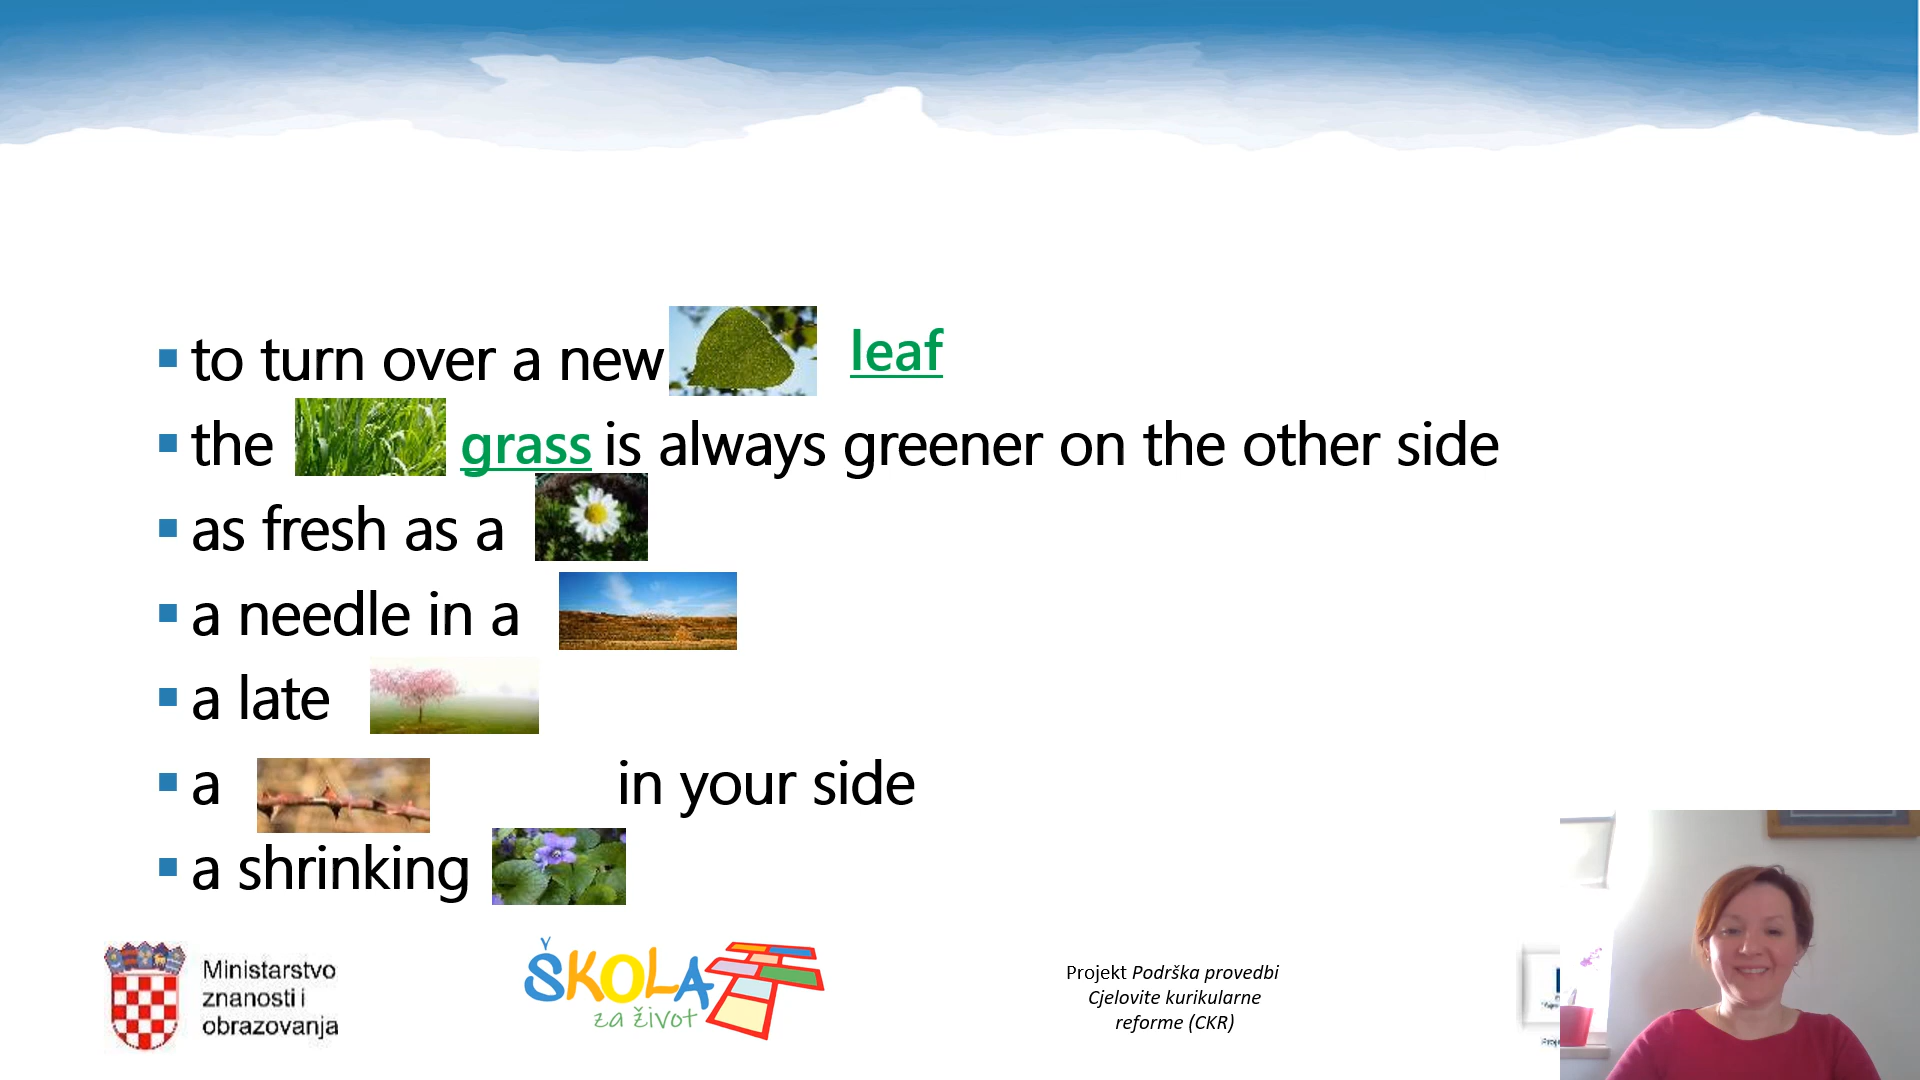 to turn over a new leaf
the grass is always greener on the other side
as fresh as a
a needle in a
a late
a in your side
a shrinking
Ministarstvo
znanosti i
obrazovanja
ŠKOLA
za život
Projekt Podrška provedbi
Cjelovite kurikularne
reforme (CKR)